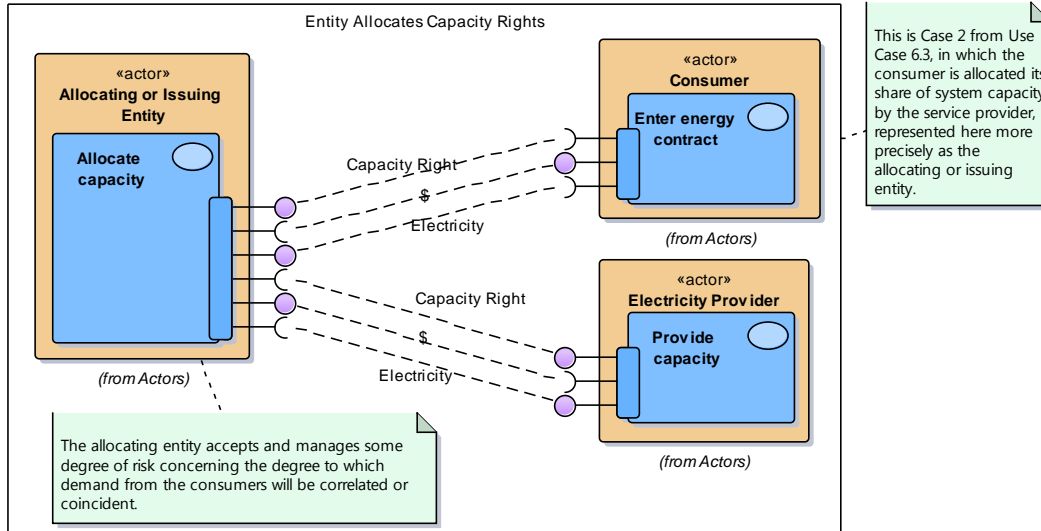 Entity Allocates Capacity Rights
«actor»
Allocating or Issuing
Entity
Allocate
capacity
(from Actors)
Capacity Right
$
Electricity
Capacity Right
$
Electricity
«actor»
Consumer
Enter energy
contract
(from Actors)
«actor»
Electricity Provider
Provide
capacity
(from Actors)
This is Case 2 from Use
Case 6.3, in which the
consumer is allocated its
share of system capacity
by the service provider,
represented here more
precisely as the
allocating or issuing
entity.
The allocating entity accepts and manages some
degree of risk concerning the degree to which
demand from the consumers will be correlated or
coincident.